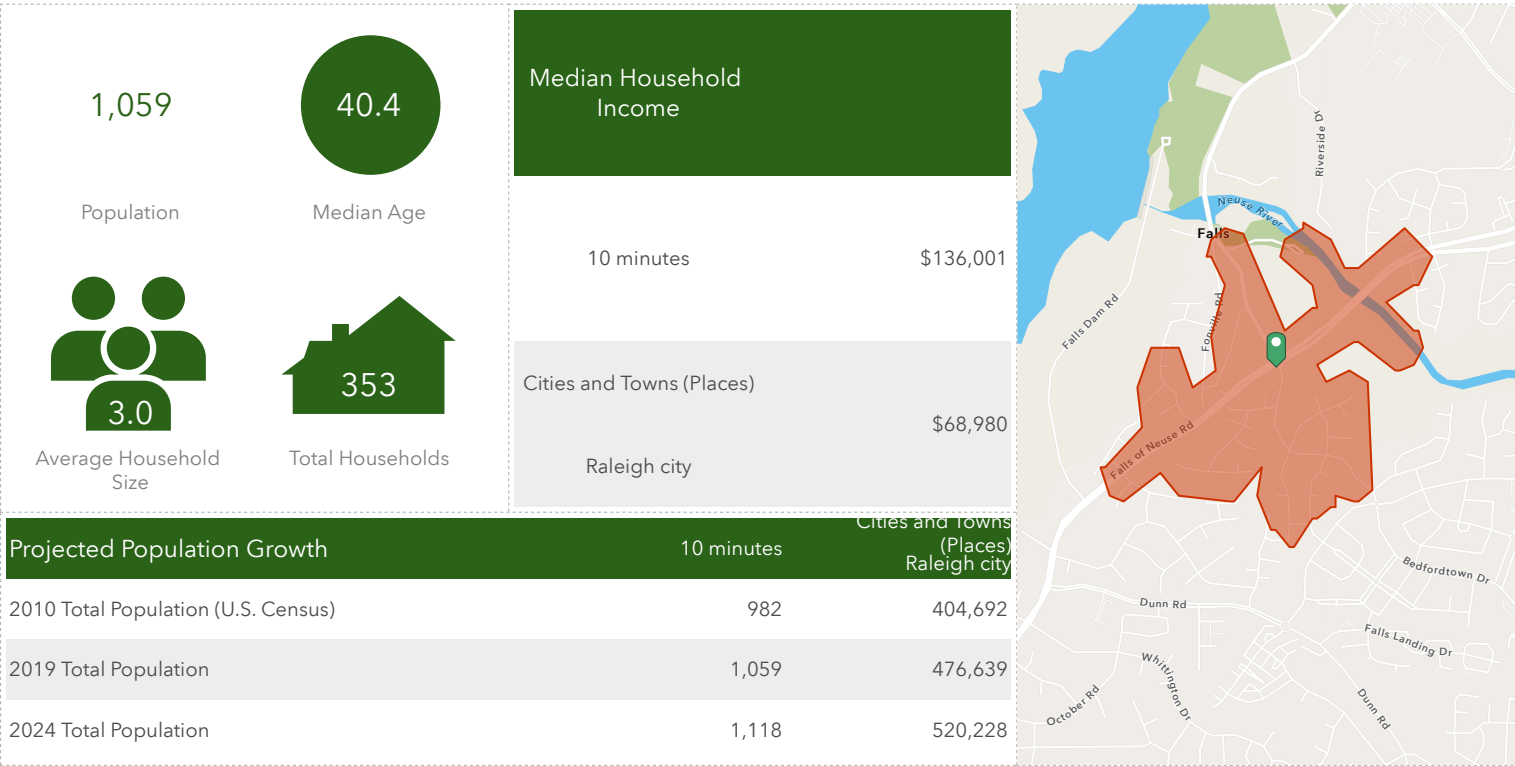 1,059
Population
40.4
Median Age
3.0
Average Household
Size
353
Total Households
Median Household
Income
10 minutes $136,001
Cities and Towns (Places)
Raleigh city
$68,980
Projected Population Growth 10 minutes Cities and Towns
(Places)
Raleigh city
2010 Total Population (U.S. Census) 982 404,692
2019 Total Population 1,059 476,639
2024 Total Population 1,118 520,228
Riverside Dr
Neuse River
Falls
Falls Dam Rd
Fonville Rd
Falls of Neuse Rd
Bedfordtown Dr
Dunn Rd
Falls Landing Dr
Whittington Dr
October Rd
Dunn Rd